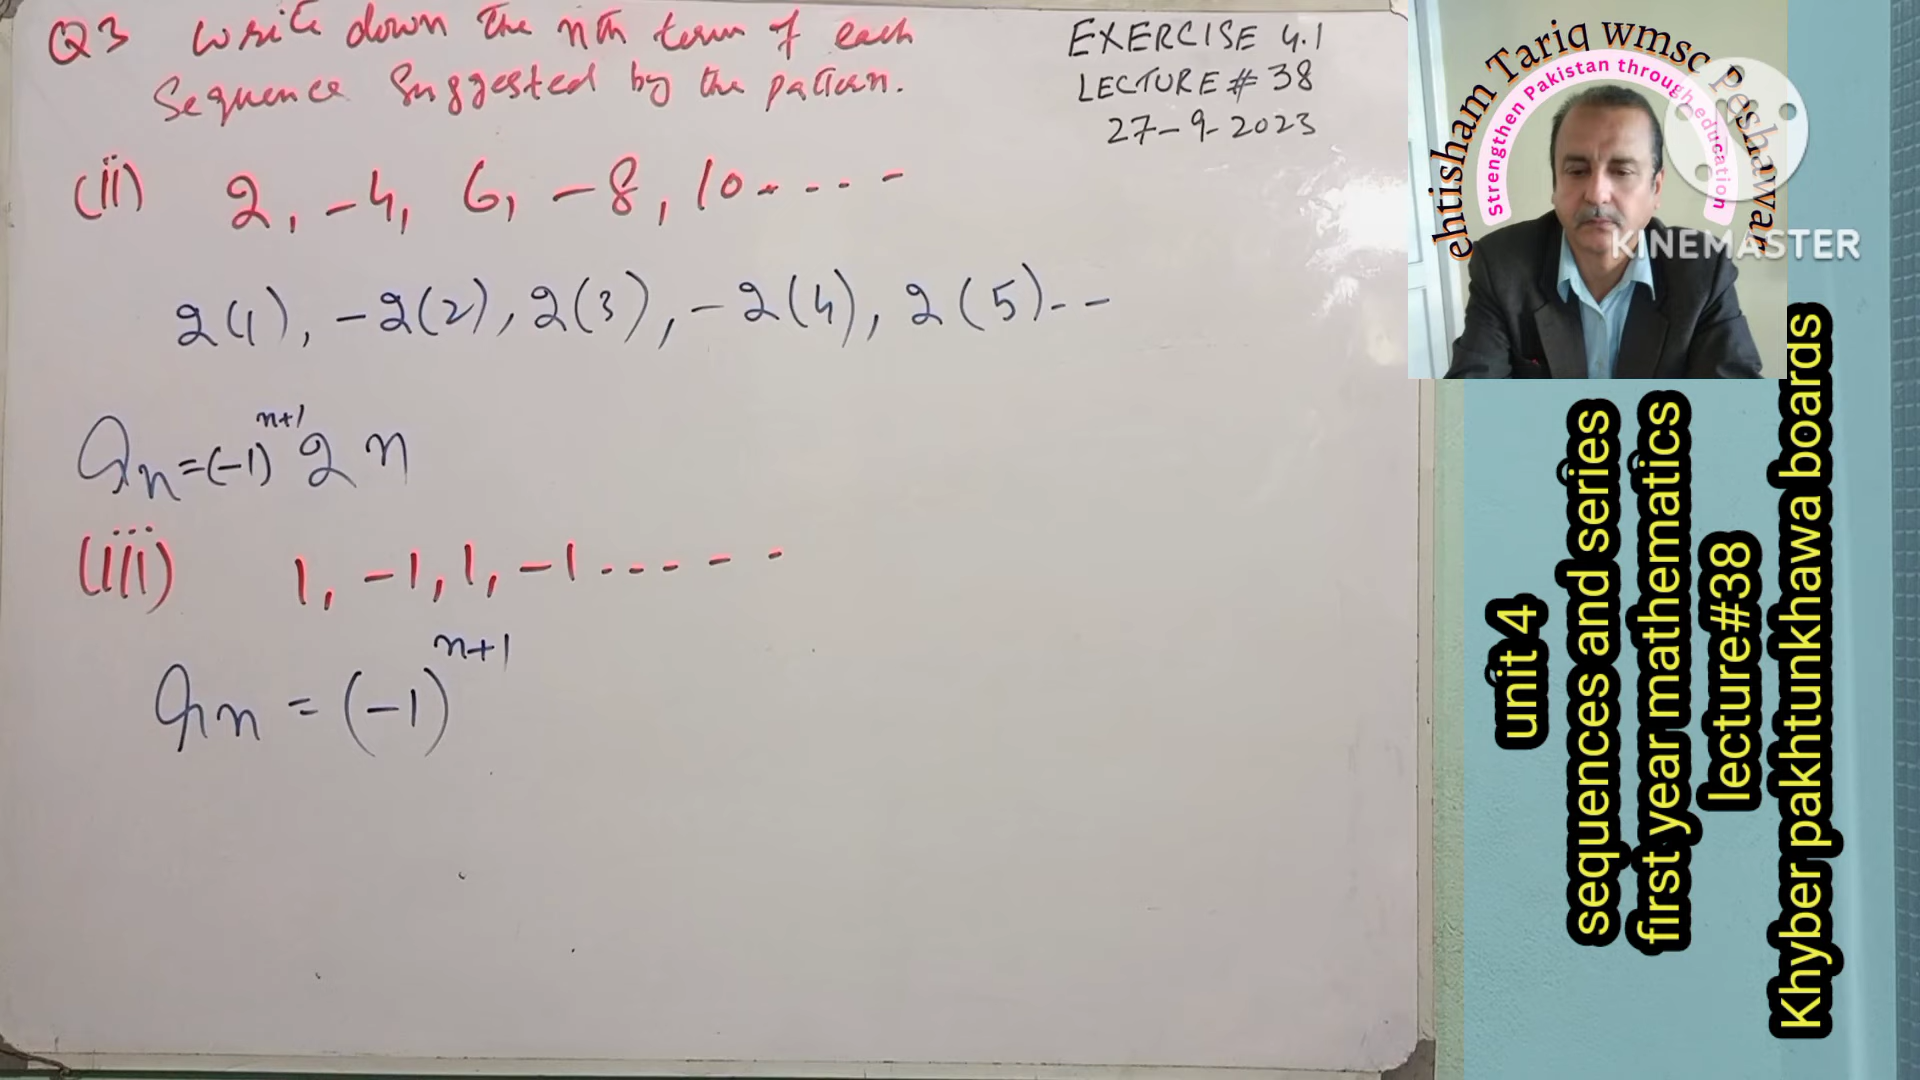 Q3 Write down the nth term of each
Sequence Suggested by the pattern.
EXERCISE 4.1
LECTURE # 38
27-9-2023
(ii) 2, -4, 6, -8, 10 - - - -
2(1), -2(2), 2(3), -2(4), 2(5) - -
an = (-1)^n+1 2n
(iii) 1, -1, 1, -1 - - - - - -
an = (-1)^n+1
ehtisham Tariq wmsc Peshawar
Strengthen Pakistan through education
KINEMASTER
unit 4
sequences and series
first year mathematics
lecture#38
Khyber pakhtunkhawa boards